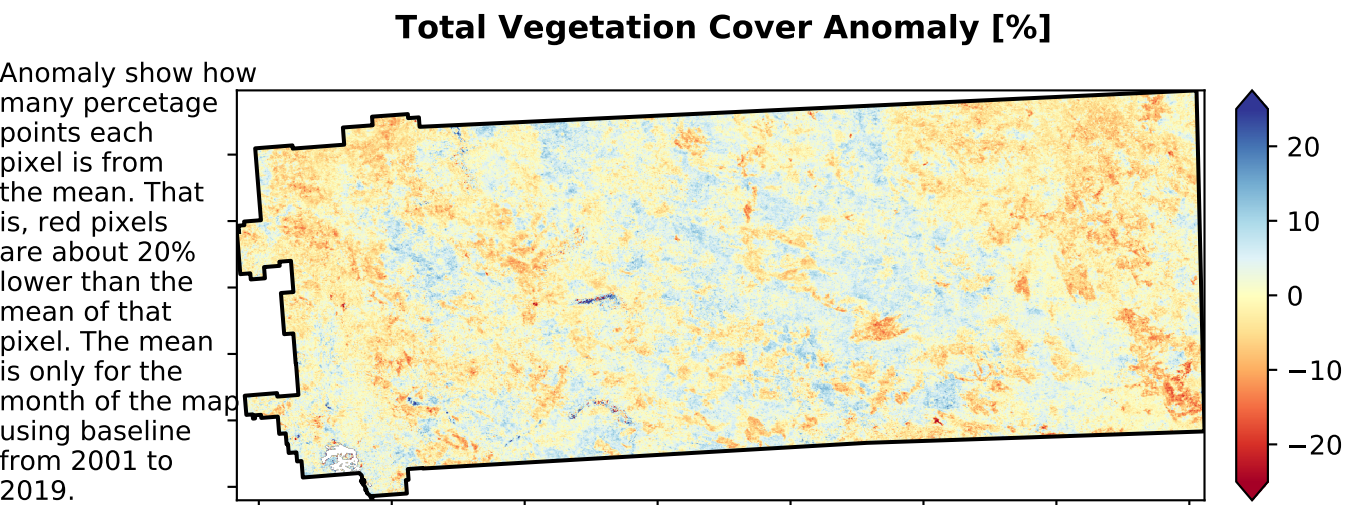 Total Vegetation Cover Anomaly [%]
Anomaly show how
many percetage
points each
pixel is from
the mean. That
is, red pixels
are about 20%
lower than the
mean of that
pixel. The mean
is only for the
month of the map
using baseline
from 2001 to
2019.
20
10
0
−10
−20